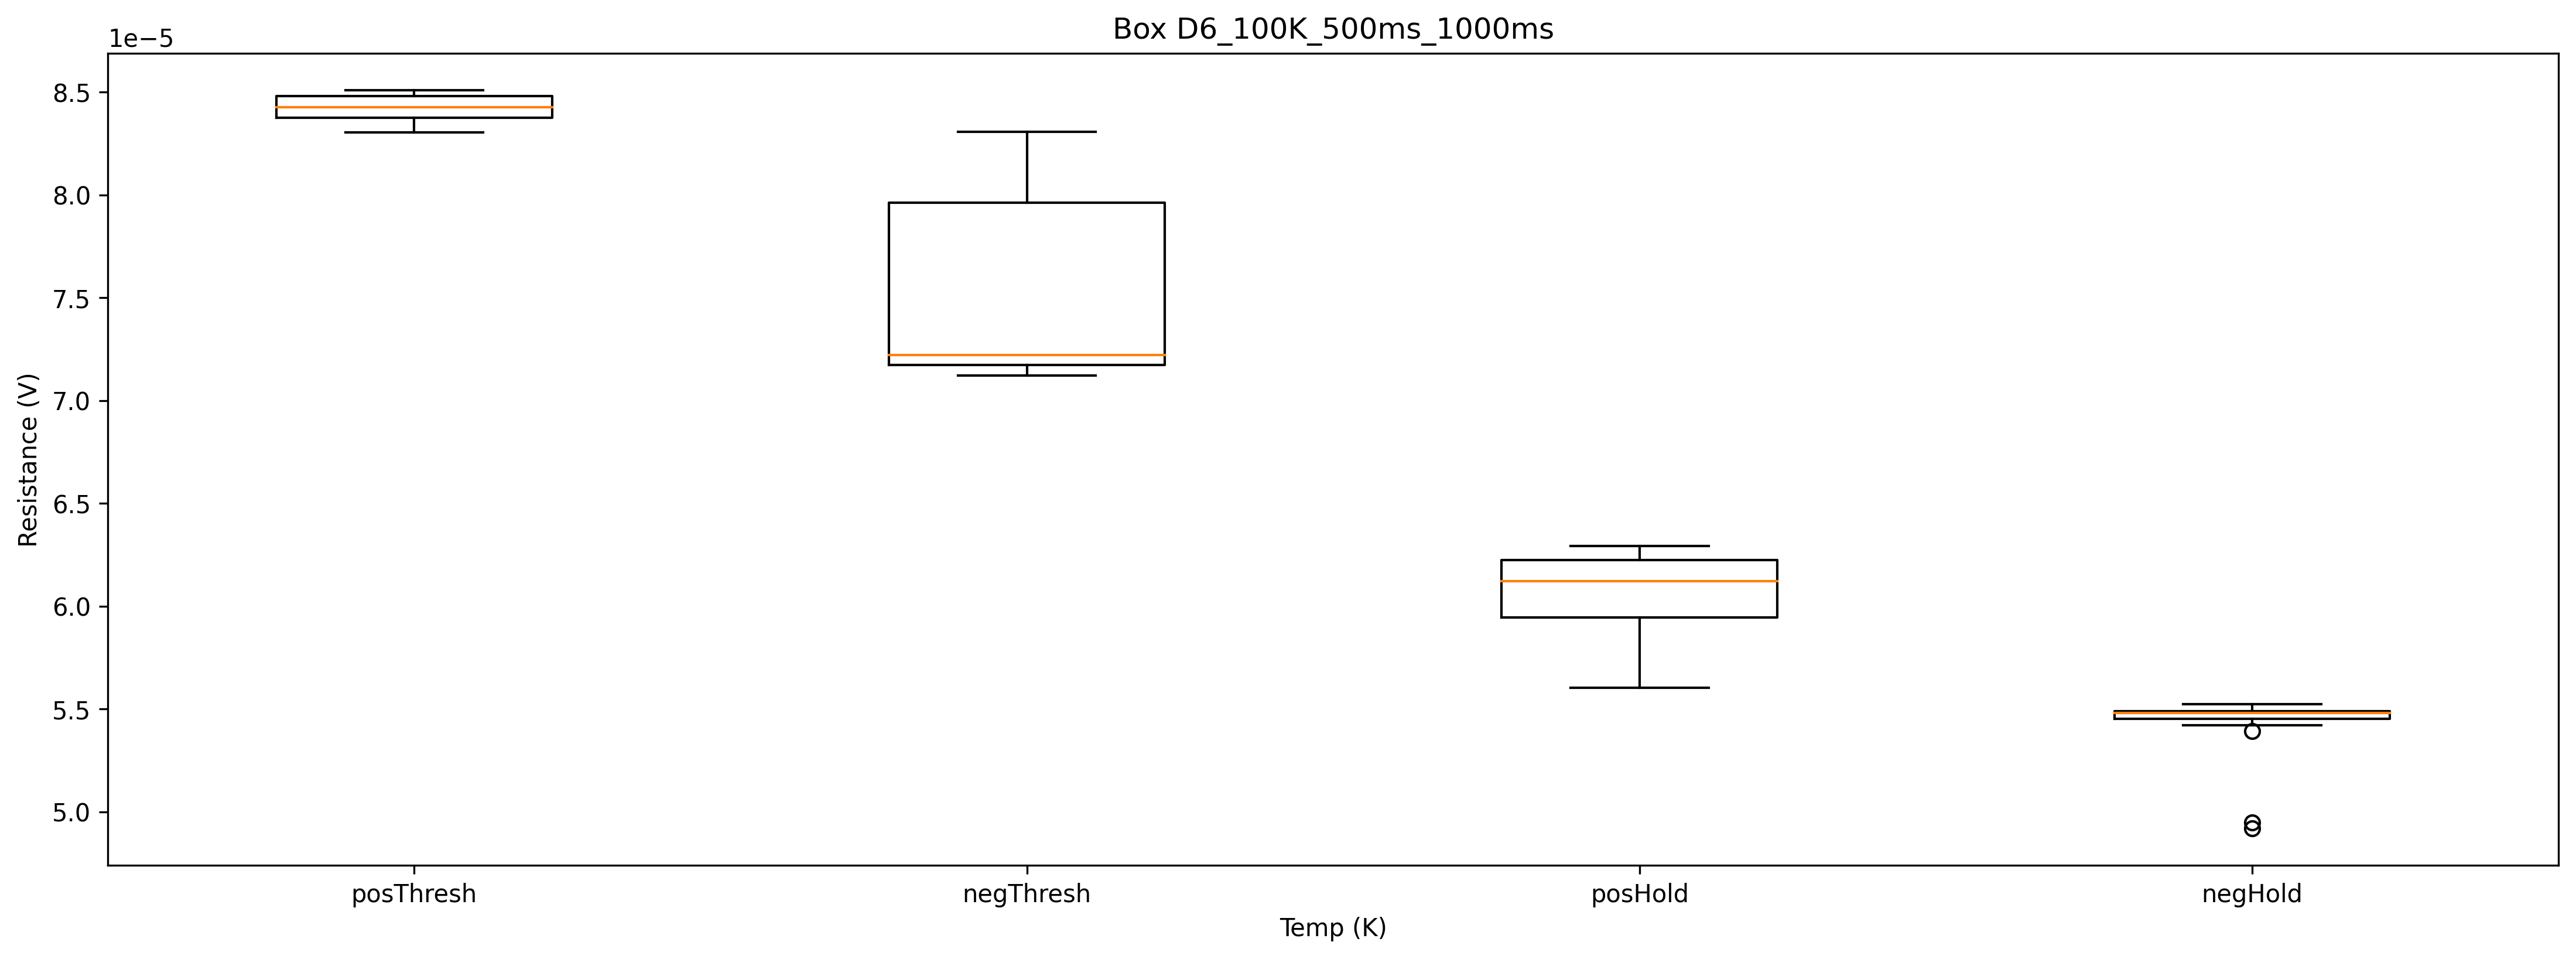 Box D6_100K_500ms_1000ms
1e−5
8.5
8.0
7.5
7.0
6.5
6.0
5.5
5.0
Resistance (V)
posThresh
negThresh
posHold
negHold
Temp (K)